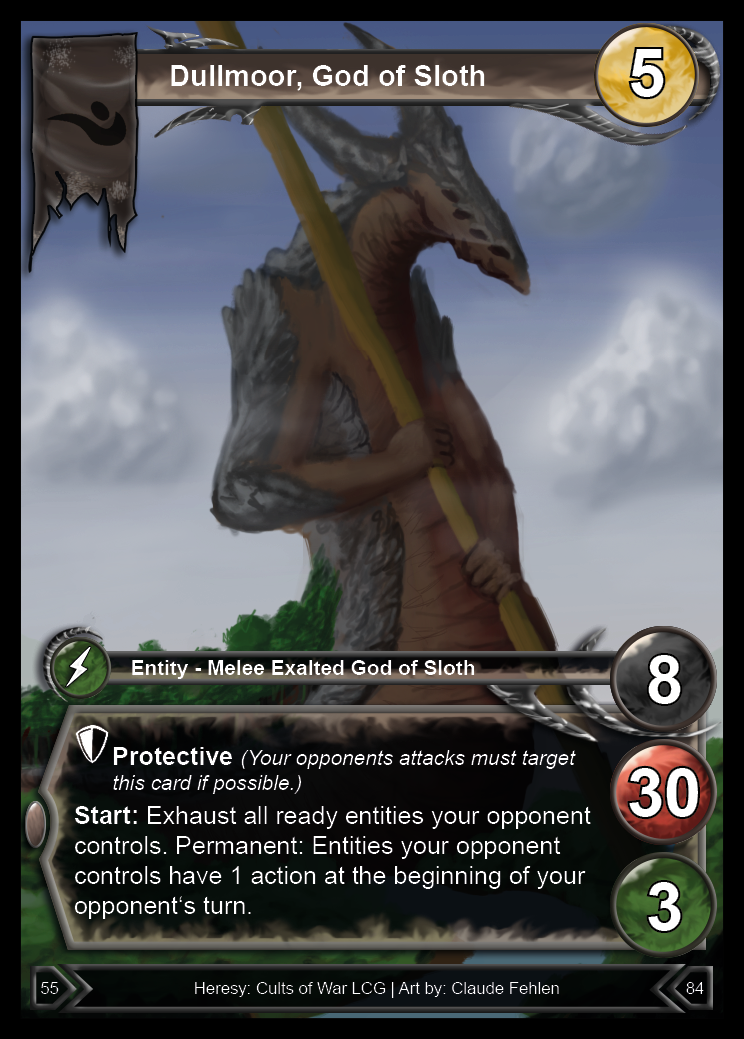 Dullmoor, God of Sloth
5
Entity - Melee Exalted God of Sloth
8
Protective (Your opponents attacks must target
this card if possible.)
30
Start: Exhaust all ready entities your opponent
controls. Permanent: Entities your opponent
controls have 1 action at the beginning of your
opponent‘s turn.
3
55
Heresy: Cults of War LCG | Art by: Claude Fehlen
84